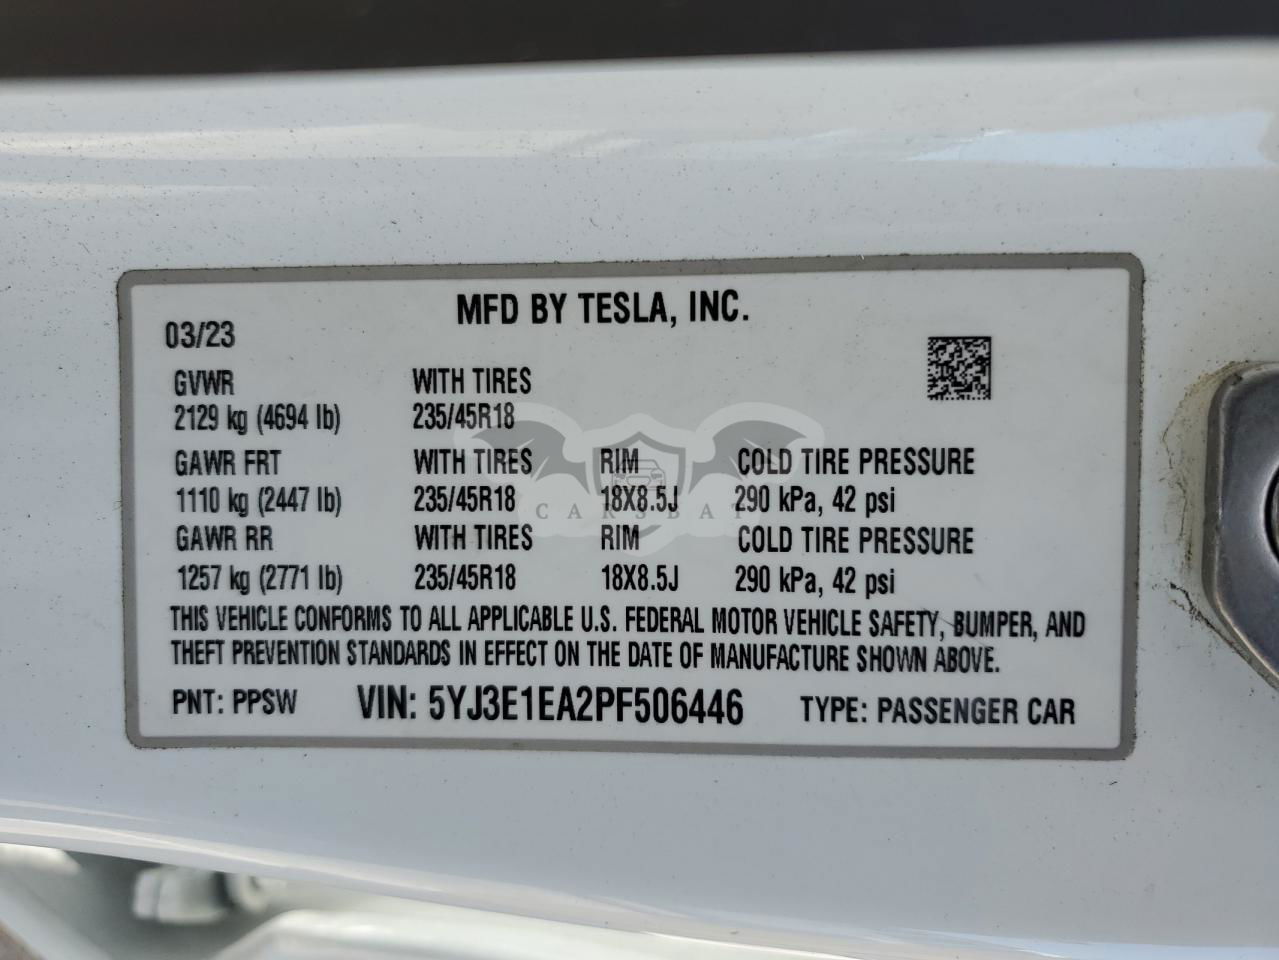 MFD BY TESLA, INC.
03/23
GVWR WITH TIRES
2129 kg (4694 lb) 235/45R18
GAWR FRT WITH TIRES RIM COLD TIRE PRESSURE
1110 kg (2447 lb) 235/45R18 18X8.5J 290 kPa, 42 psi
CARSBAT
GAWR RR WITH TIRES RIM COLD TIRE PRESSURE
1257 kg (2771 lb) 235/45R18 18X8.5J 290 kPa, 42 psi
THIS VEHICLE CONFORMS TO ALL APPLICABLE U.S. FEDERAL MOTOR VEHICLE SAFETY, BUMPER, AND
THEFT PREVENTION STANDARDS IN EFFECT ON THE DATE OF MANUFACTURE SHOWN ABOVE.
PNT: PPSW VIN: 5YJ3E1EA2PF506446 TYPE: PASSENGER CAR